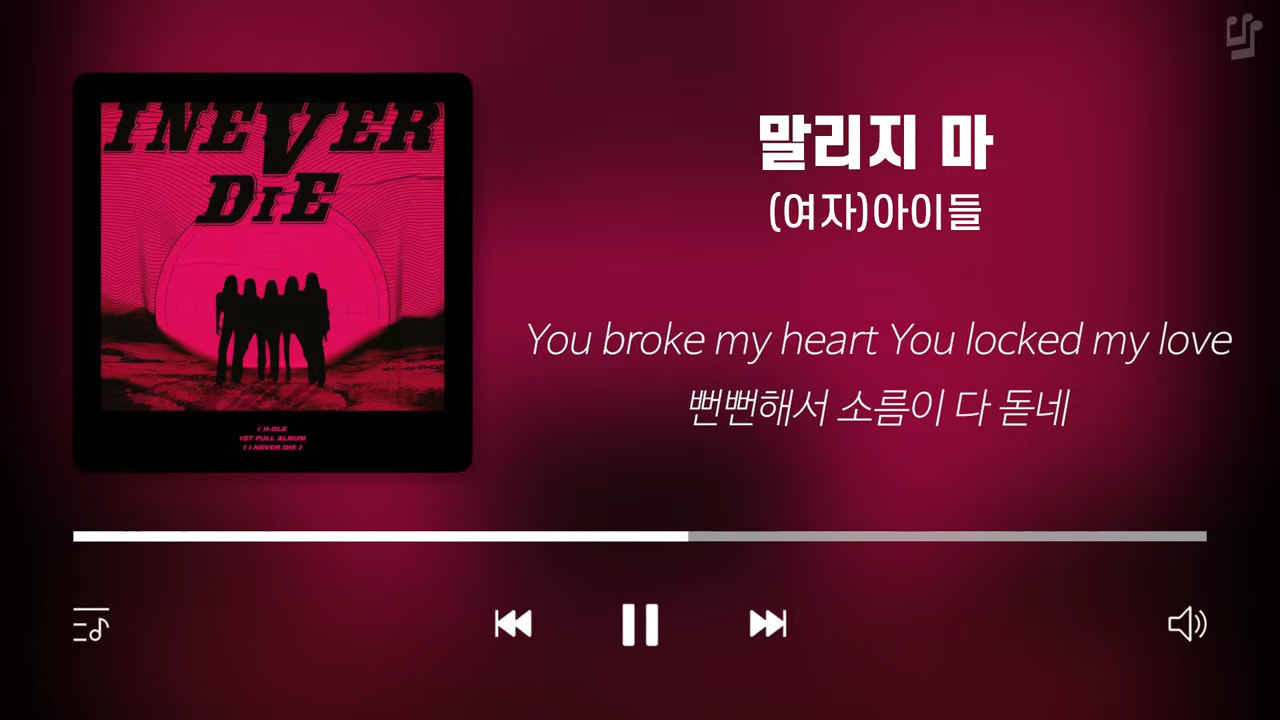 I NEVER
DIE
1ST FULL ALBUM
[ I NEVER DIE ]
말리지 마
(여자)아이들
You broke my heart You locked my love
뻔뻔해서 소름이 다 돋네